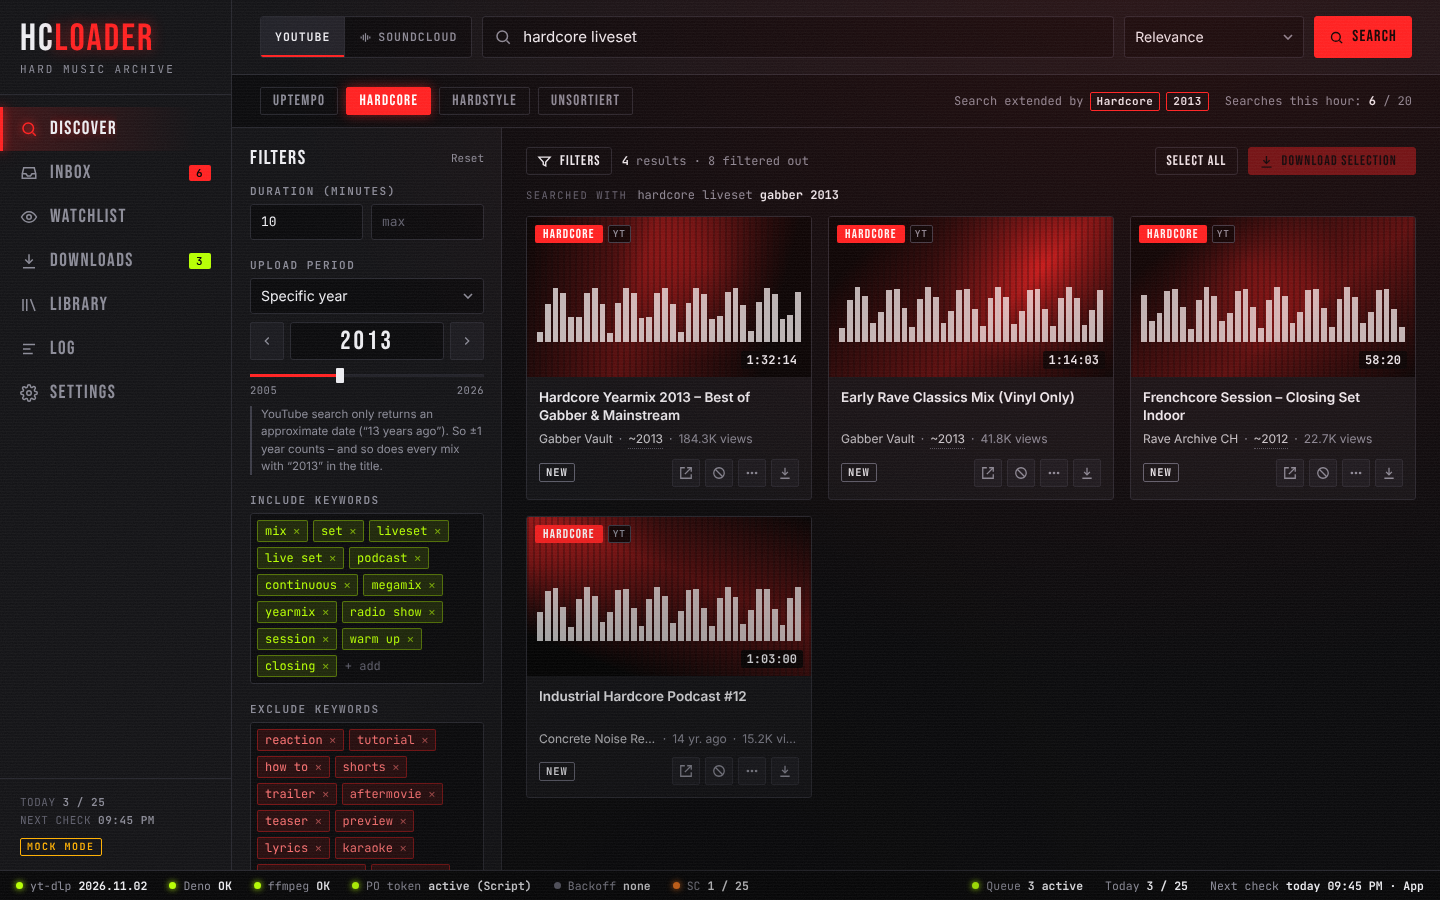 HCLOADER
HARD MUSIC ARCHIVE
DISCOVER
INBOX 6
WATCHLIST
DOWNLOADS 3
LIBRARY
LOG
SETTINGS
TODAY 3 / 25
NEXT CHECK 09:45 PM
MOCK MODE
YOUTUBE SOUNDCLOUD hardcore liveset Relevance SEARCH
UPTEMPO HARDCORE HARDSTYLE UNSORTIERT Search extended by Hardcore 2013 Searches this hour: 6 / 20
FILTERS Reset
DURATION (MINUTES)
10 max
UPLOAD PERIOD
Specific year
2013
2005 2026
YouTube search only returns an
approximate date (“13 years ago”). So ±1
year counts – and so does every mix
with “2013” in the title.
INCLUDE KEYWORDS
mix × set × liveset ×
live set × podcast ×
continuous × megamix ×
yearmix × radio show ×
session × warm up ×
closing × + add
EXCLUDE KEYWORDS
reaction × tutorial ×
how to × shorts ×
trailer × aftermovie ×
teaser × preview ×
lyrics × karaoke ×
FILTERS 4 results · 8 filtered out SELECT ALL DOWNLOAD SELECTION
SEARCHED WITH hardcore liveset gabber 2013
HARDCORE YT
1:32:14
Hardcore Yearmix 2013 – Best of
Gabber & Mainstream
Gabber Vault · ~2013 · 184.3K views
NEW
HARDCORE YT
1:14:03
Early Rave Classics Mix (Vinyl Only)
Gabber Vault · ~2013 · 41.8K views
NEW
HARDCORE YT
58:20
Frenchcore Session – Closing Set
Indoor
Rave Archive CH · ~2012 · 22.7K views
NEW
HARDCORE YT
1:03:00
Industrial Hardcore Podcast #12
Concrete Noise Re... · 14 yr. ago · 15.2K vi...
NEW
yt-dlp 2026.11.02 Deno OK ffmpeg OK PO token active (Script) Backoff none SC 1 / 25 Queue 3 active Today 3 / 25 Next check today 09:45 PM · App